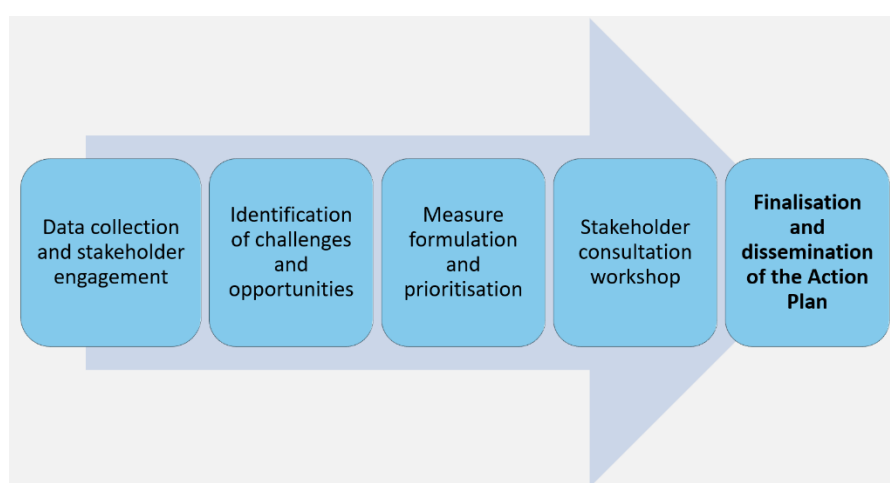 Data collection
and stakeholder
engagement
Identification
of challenges
and
opportunities
Measure
formulation
and
prioritisation
Stakeholder
consultation
workshop
Finalisation
and
dissemination
of the Action
Plan